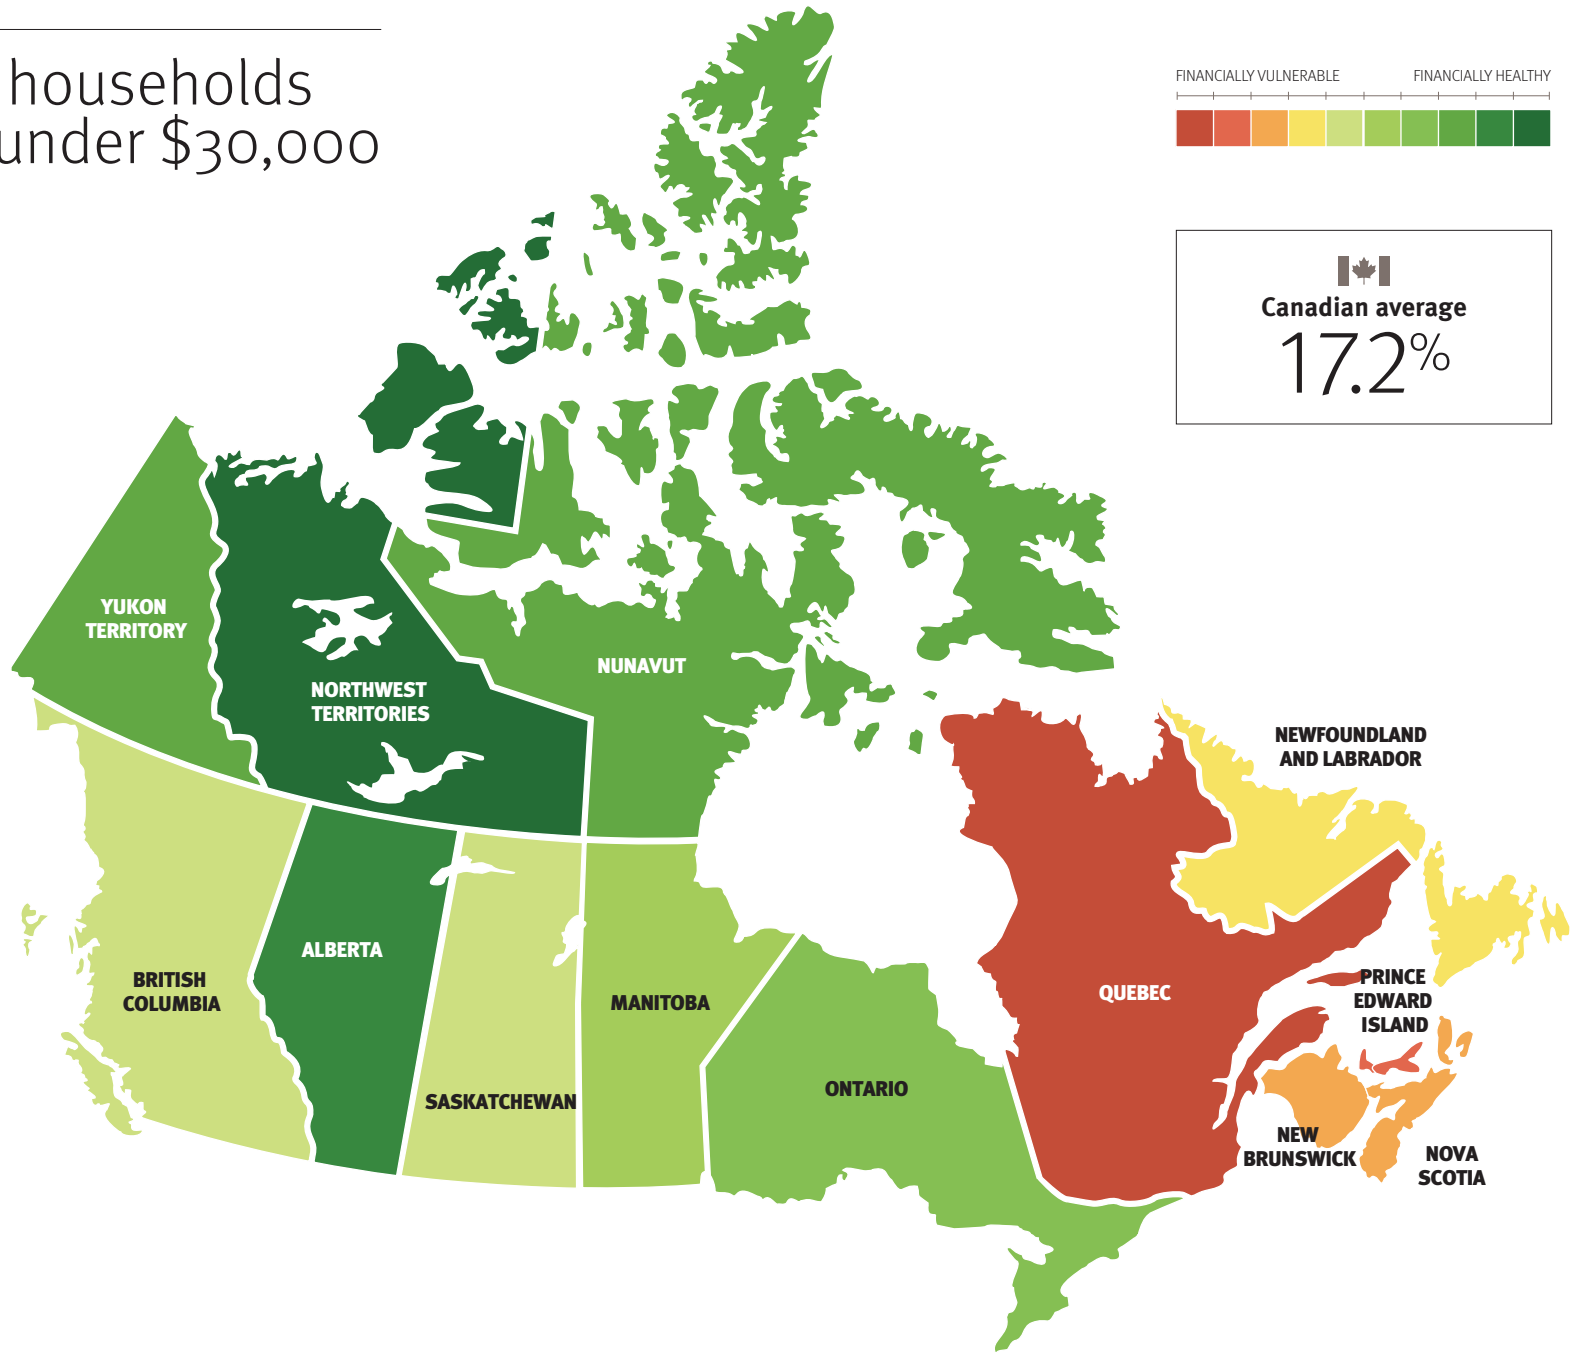 households
under $30,000
FINANCIALLY VULNERABLE
FINANCIALLY HEALTHY
Canadian average
17.2%
YUKON
TERRITORY
NORTHWEST
TERRITORIES
NUNAVUT
NEWFOUNDLAND
AND LABRADOR
BRITISH
COLUMBIA
ALBERTA
SASKATCHEWAN
MANITOBA
ONTARIO
QUEBEC
PRINCE
EDWARD
ISLAND
NEW
BRUNSWICK
NOVA
SCOTIA